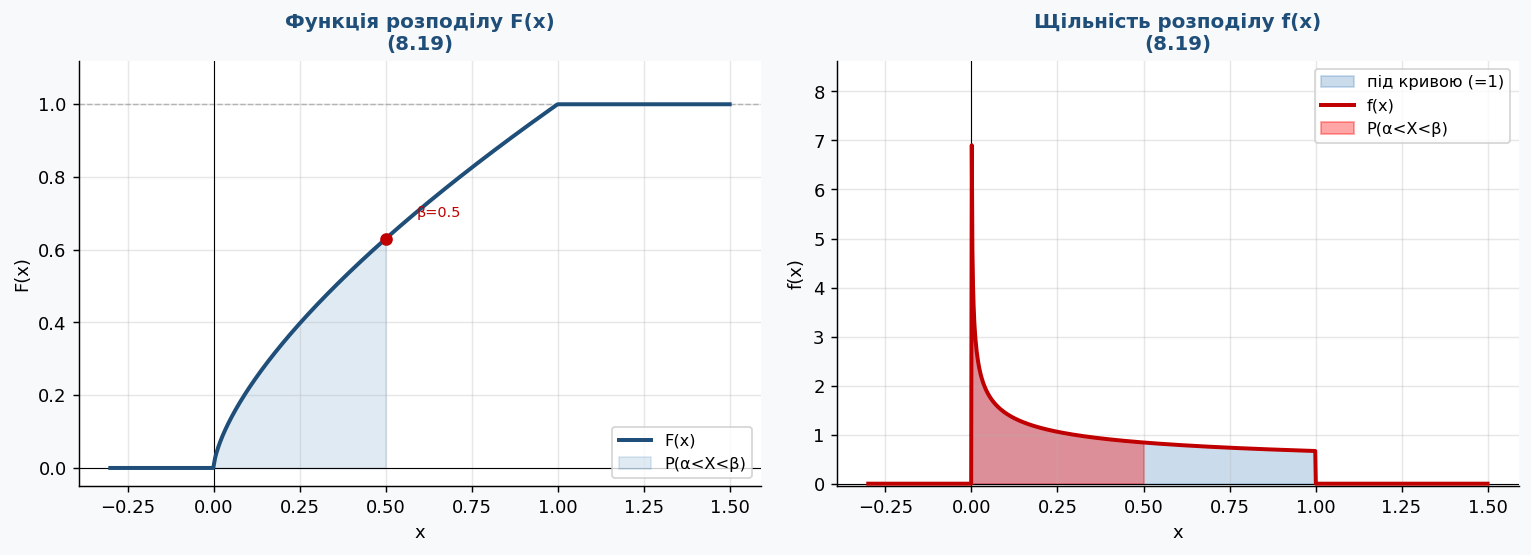 Функція розподілу F(x)
(8.19)
1.0
0.8
0.6
0.4
0.2
0.0
F(x)
β=0.5
F(x)
P(α<X<β)
−0.25 0.00 0.25 0.50 0.75 1.00 1.25 1.50
x
Щільність розподілу f(x)
(8.19)
8
7
6
5
4
3
2
1
0
f(x)
під кривою (=1)
f(x)
P(α<X<β)
−0.25 0.00 0.25 0.50 0.75 1.00 1.25 1.50
x